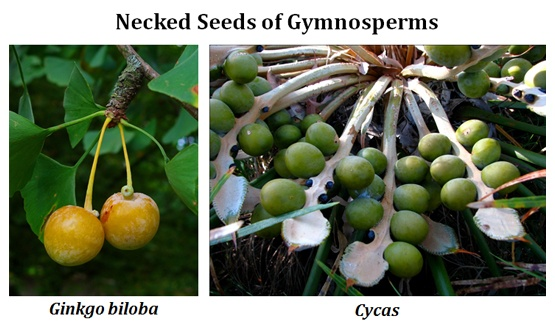 Necked Seeds of Gymnosperms
Ginkgo biloba
Cycas